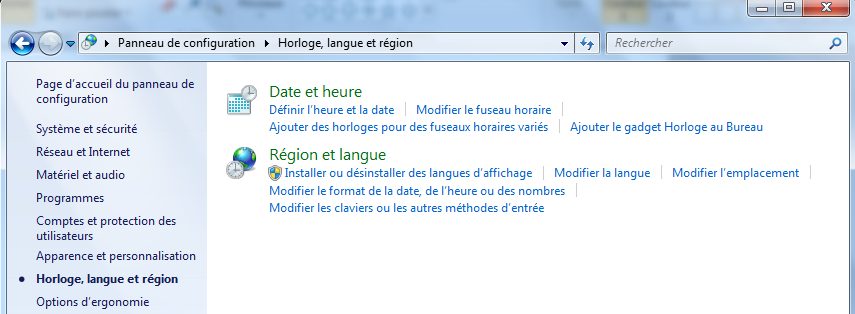 Panneau de configuration Horloge, langue et région
Rechercher
Page d'accueil du panneau de
configuration
Système et sécurité
Réseau et Internet
Matériel et audio
Programmes
Comptes et protection des
utilisateurs
Apparence et personnalisation
Horloge, langue et région
Options d'ergonomie
Date et heure
Définir l'heure et la date Modifier le fuseau horaire
Ajouter des horloges pour des fuseaux horaires variés Ajouter le gadget Horloge au Bureau
Région et langue
Installer ou désinstaller des langues d'affichage Modifier la langue Modifier l'emplacement
Modifier le format de la date, de l'heure ou des nombres
Modifier les claviers ou les autres méthodes d'entrée